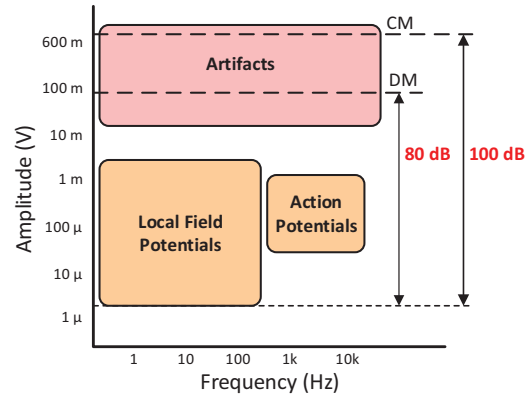 CM
600 m
Artifacts
DM
100 m
10 m
80 dB
100 dB
1 m
Action
Potentials
Local Field
Potentials
100 µ
10 µ
1 µ
Amplitude (V)
1 10 100 1k 10k
Frequency (Hz)